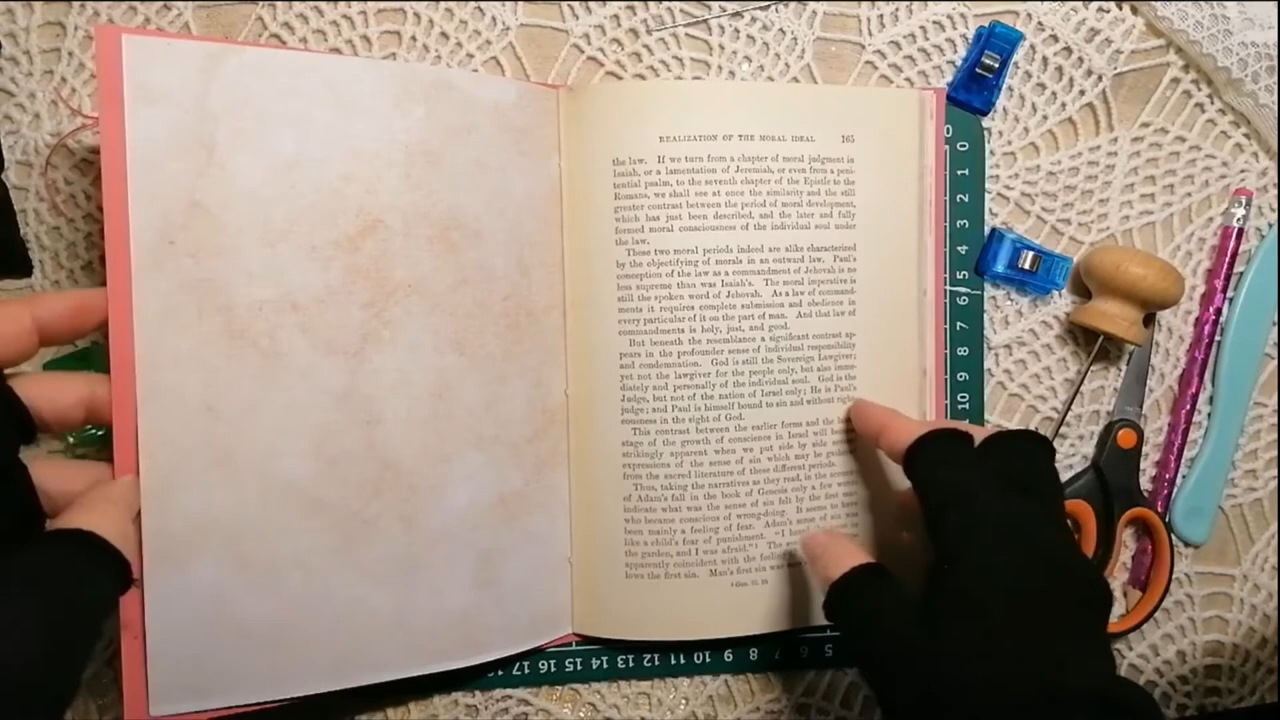 REALIZATION OF THE MORAL IDEAL 165
the law. If we turn from a chapter of moral judgment in
Isaiah, or a lamentation of Jeremiah, or even from a peni-
tential psalm, to the seventh chapter of the Epistle to the
Romans, we shall see at once the similarity and the still
greater contrast between the period of moral development,
which has just been described, and the later and fully
formed moral consciousness of the individual soul under
the law.
These two moral periods indeed are alike characterized
by the objectifying of morals in an outward law. Paul's
conception of the law as a commandment of Jehovah is no
less supreme than was Isaiah's. The moral imperative is
still the spoken word of Jehovah. As a law of command-
ments it requires complete submission and obedience in
every particular of it on the part of man. And that law of
commandments is holy, just, and good.
But beneath the resemblance a significant contrast ap-
pears in the profounder sense of individual responsibility
and condemnation. God is still the Sovereign Lawgiver;
yet not the lawgiver for the people only, but also imme-
diately and personally of the individual soul. God is the
Judge, but not of the nation of Israel only; He is Paul's
judge; and Paul is himself bound to sin and without right
eousness in the sight of God.
This contrast between the earlier forms and the
stage of the growth of conscience in Israel will
strikingly apparent when we put side by side
expressions of the sense of sin which may be
from the sacred literature of these different periods.
Thus, taking the narratives as they read, in the
of Adam's fall in the book of Genesis only a few words
indicate what was the sense of sin felt by the first man
who became conscious of wrong-doing. It seems to have
been mainly a feeling of fear. Adam's sense of sin was
like a child's fear of punishment. "I heard
the garden, and I was afraid."1 The
apparently coincident with the feeling
lows the first sin. Man's first sin was
1 Gen. iii. 10
0 0 1 2 3 4 5 6 7 8 9 10 11
17 16 15 14 13 12 11 10 9 8 7 6 5